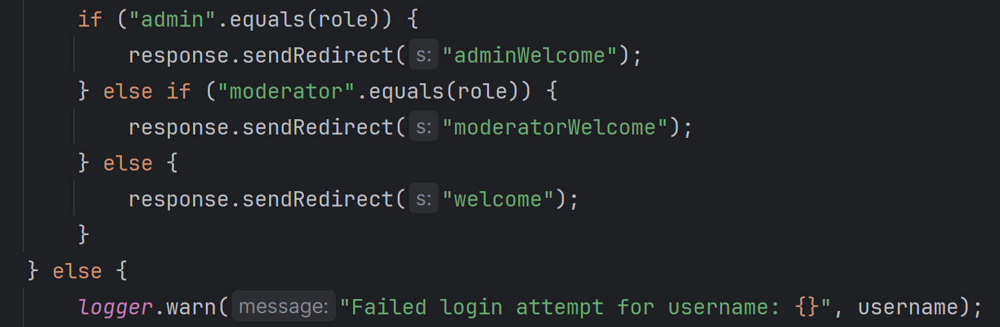 if ("admin".equals(role)) {
response.sendRedirect( s: "adminWelcome");
} else if ("moderator".equals(role)) {
response.sendRedirect( s: "moderatorWelcome");
} else {
response.sendRedirect( s: "welcome");
}
} else {
logger.warn( message: "Failed login attempt for username: {}", username);